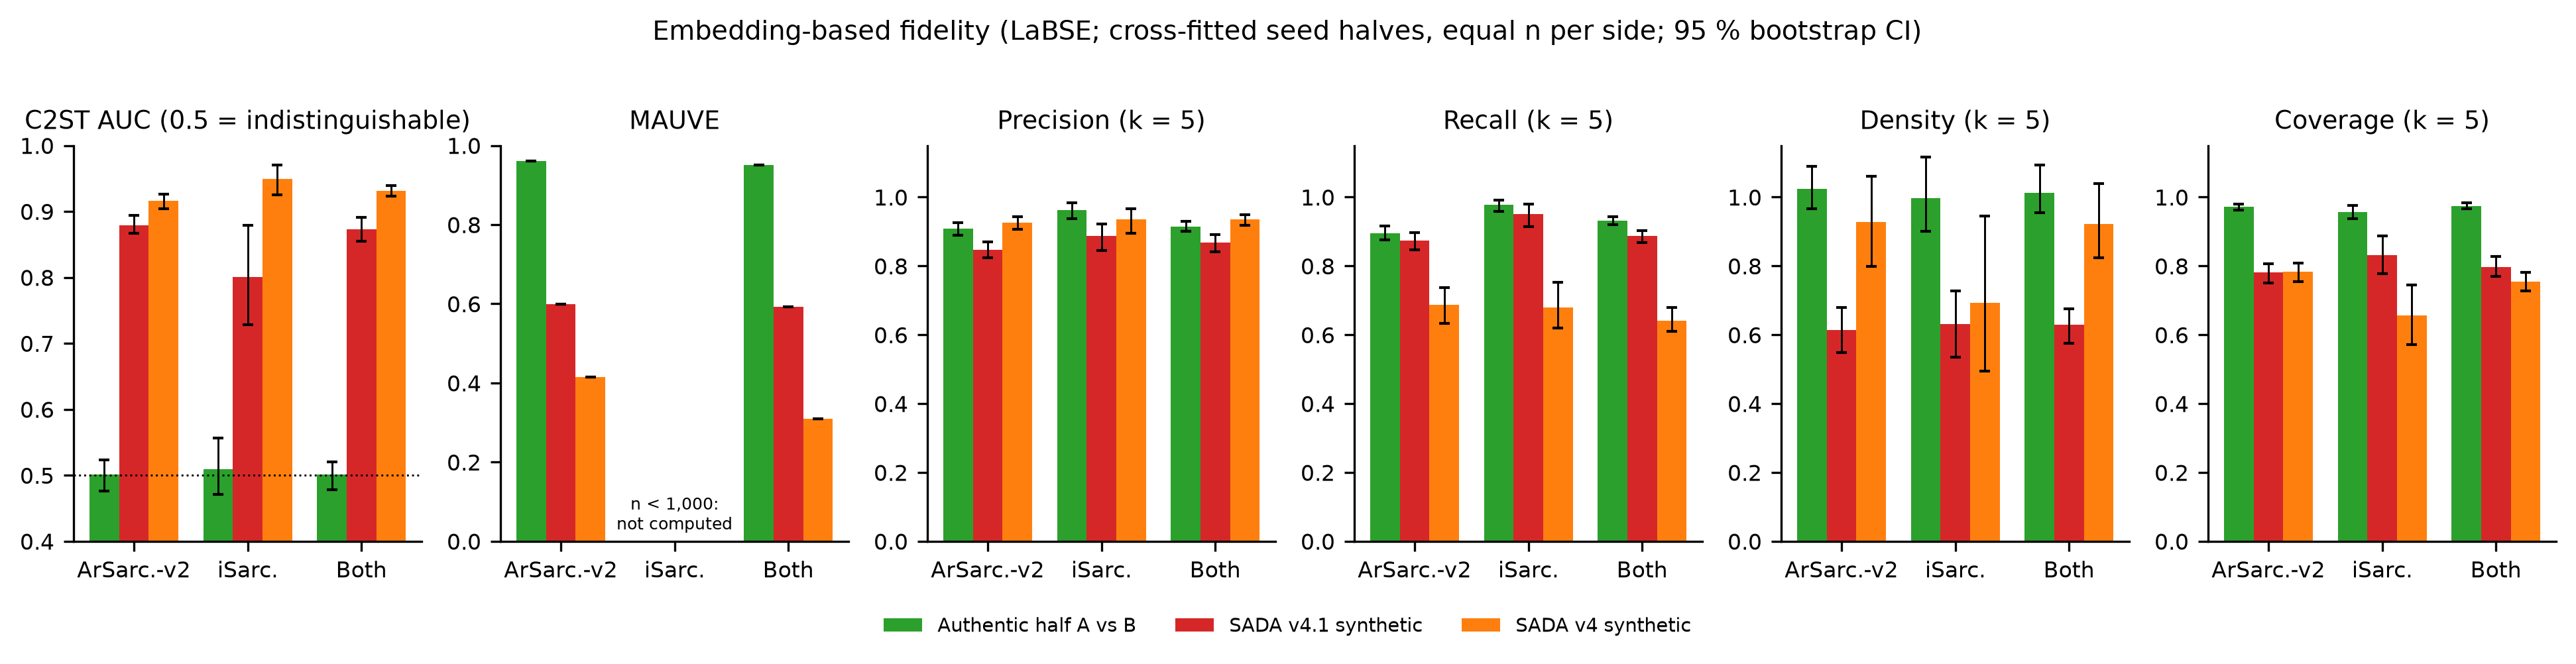 Embedding-based fidelity (LaBSE; cross-fitted seed halves, equal n per side; 95 % bootstrap CI)
C2ST AUC (0.5 = indistinguishable)
1.0
0.9
0.8
0.7
0.6
0.5
0.4
ArSarc.-v2 iSarc. Both
MAUVE
1.0
0.8
0.6
0.4
0.2
0.0
n < 1,000:
not computed
ArSarc.-v2 iSarc. Both
Precision (k = 5)
1.0
0.8
0.6
0.4
0.2
0.0
ArSarc.-v2 iSarc. Both
Recall (k = 5)
1.0
0.8
0.6
0.4
0.2
0.0
ArSarc.-v2 iSarc. Both
Density (k = 5)
1.0
0.8
0.6
0.4
0.2
0.0
ArSarc.-v2 iSarc. Both
Coverage (k = 5)
1.0
0.8
0.6
0.4
0.2
0.0
ArSarc.-v2 iSarc. Both
Authentic half A vs B SADA v4.1 synthetic SADA v4 synthetic